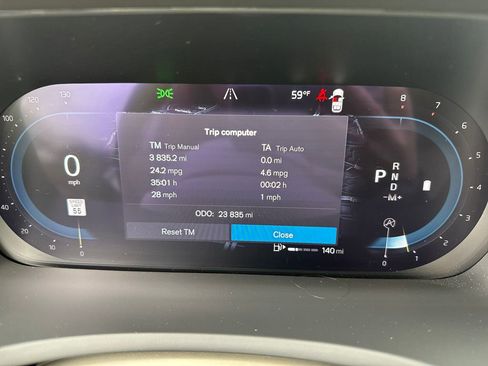 59°F
130
120
100
80
40
30
20
10
0
8
7
6
5
4
3
2
1
0
Trip computer
TM Trip Manual
TA Trip Auto
3 835.2 mi
0.0 mi
24.2 mpg
4.6 mpg
35:01 h
00:02 h
28 mph
1 mph
ODO: 23 835 mi
Reset TM
Close
0
mph
SPEED
LIMIT
P
R
N
D
-M+
A
140 mi